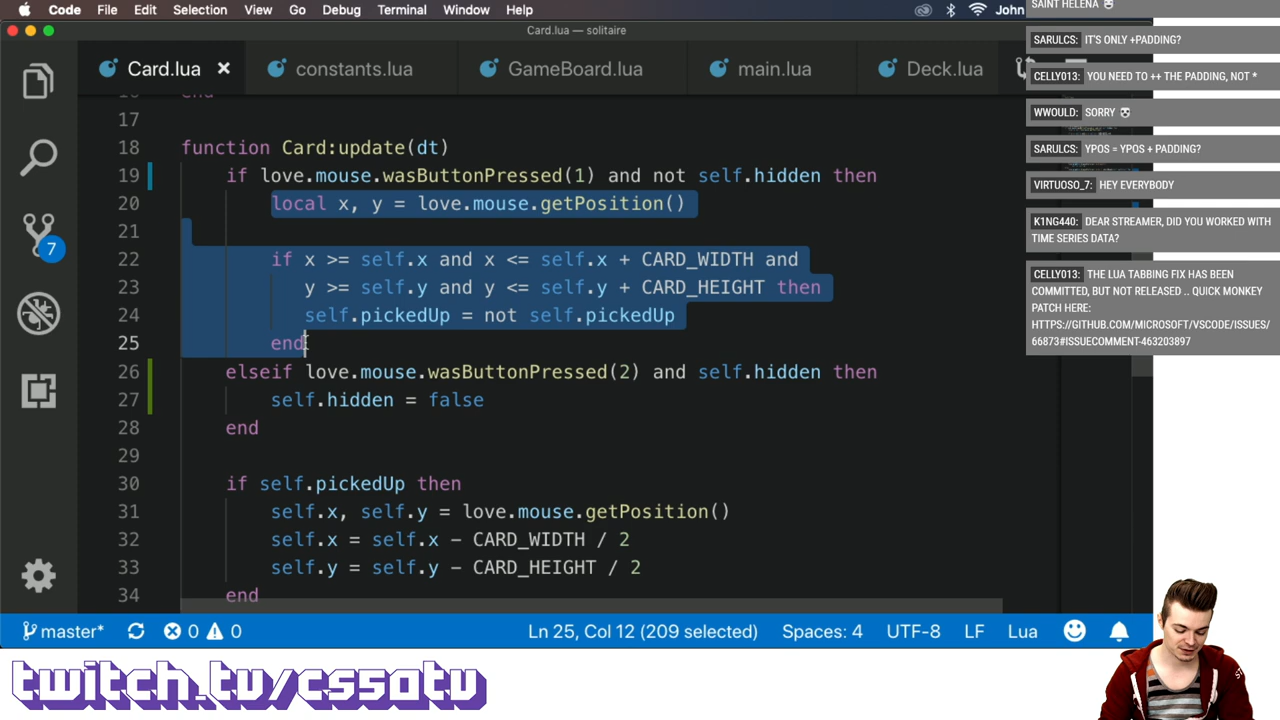 Code File Edit Selection View Go Debug Terminal Window Help John
Card.lua — solitaire
Card.lua constants.lua GameBoard.lua main.lua Deck.lua
end
17
18 function Card:update(dt)
19 if love.mouse.wasButtonPressed(1) and not self.hidden then
20 local x, y = love.mouse.getPosition()
21
22 if x >= self.x and x <= self.x + CARD_WIDTH and
23 y >= self.y and y <= self.y + CARD_HEIGHT then
24 self.pickedUp = not self.pickedUp
25 end
26 elseif love.mouse.wasButtonPressed(2) and self.hidden then
27 self.hidden = false
28 end
29
30 if self.pickedUp then
31 self.x, self.y = love.mouse.getPosition()
32 self.x = self.x - CARD_WIDTH / 2
33 self.y = self.y - CARD_HEIGHT / 2
34 end
7
master* 0 0 Ln 25, Col 12 (209 selected) Spaces: 4 UTF-8 LF Lua
SAINT HELENA
SARULCS: IT'S ONLY +PADDING?
CELLY013: YOU NEED TO ++ THE PADDING, NOT *
WWOULD: SORRY
SARULCS: YPOS = YPOS + PADDING?
VIRTUOSO_7: HEY EVERYBODY
K1NG440: DEAR STREAMER, DID YOU WORKED WITH
TIME SERIES DATA?
CELLY013: THE LUA TABBING FIX HAS BEEN
COMMITTED, BUT NOT RELEASED .. QUICK MONKEY
PATCH HERE:
HTTPS://GITHUB.COM/MICROSOFT/VSCODE/ISSUES/
66873#ISSUECOMMENT-463203897
twitch.tv/cs50tv